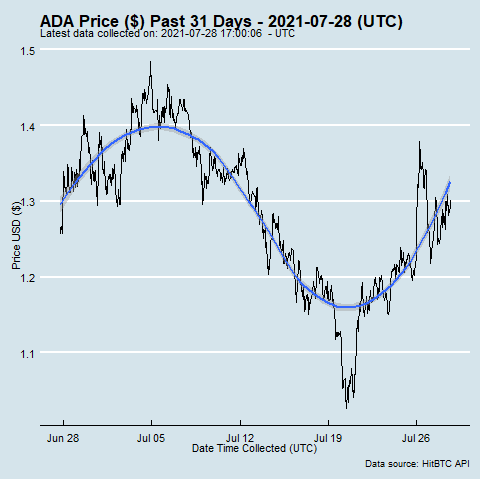 ADA Price ($) Past 31 Days - 2021-07-28 (UTC)
Latest data collected on: 2021-07-28 17:00:06 - UTC
1.5
1.4
1.3
1.2
1.1
Price USD ($)
Jun 28 Jul 05 Jul 12 Jul 19 Jul 26
Date Time Collected (UTC)
Data source: HitBTC API